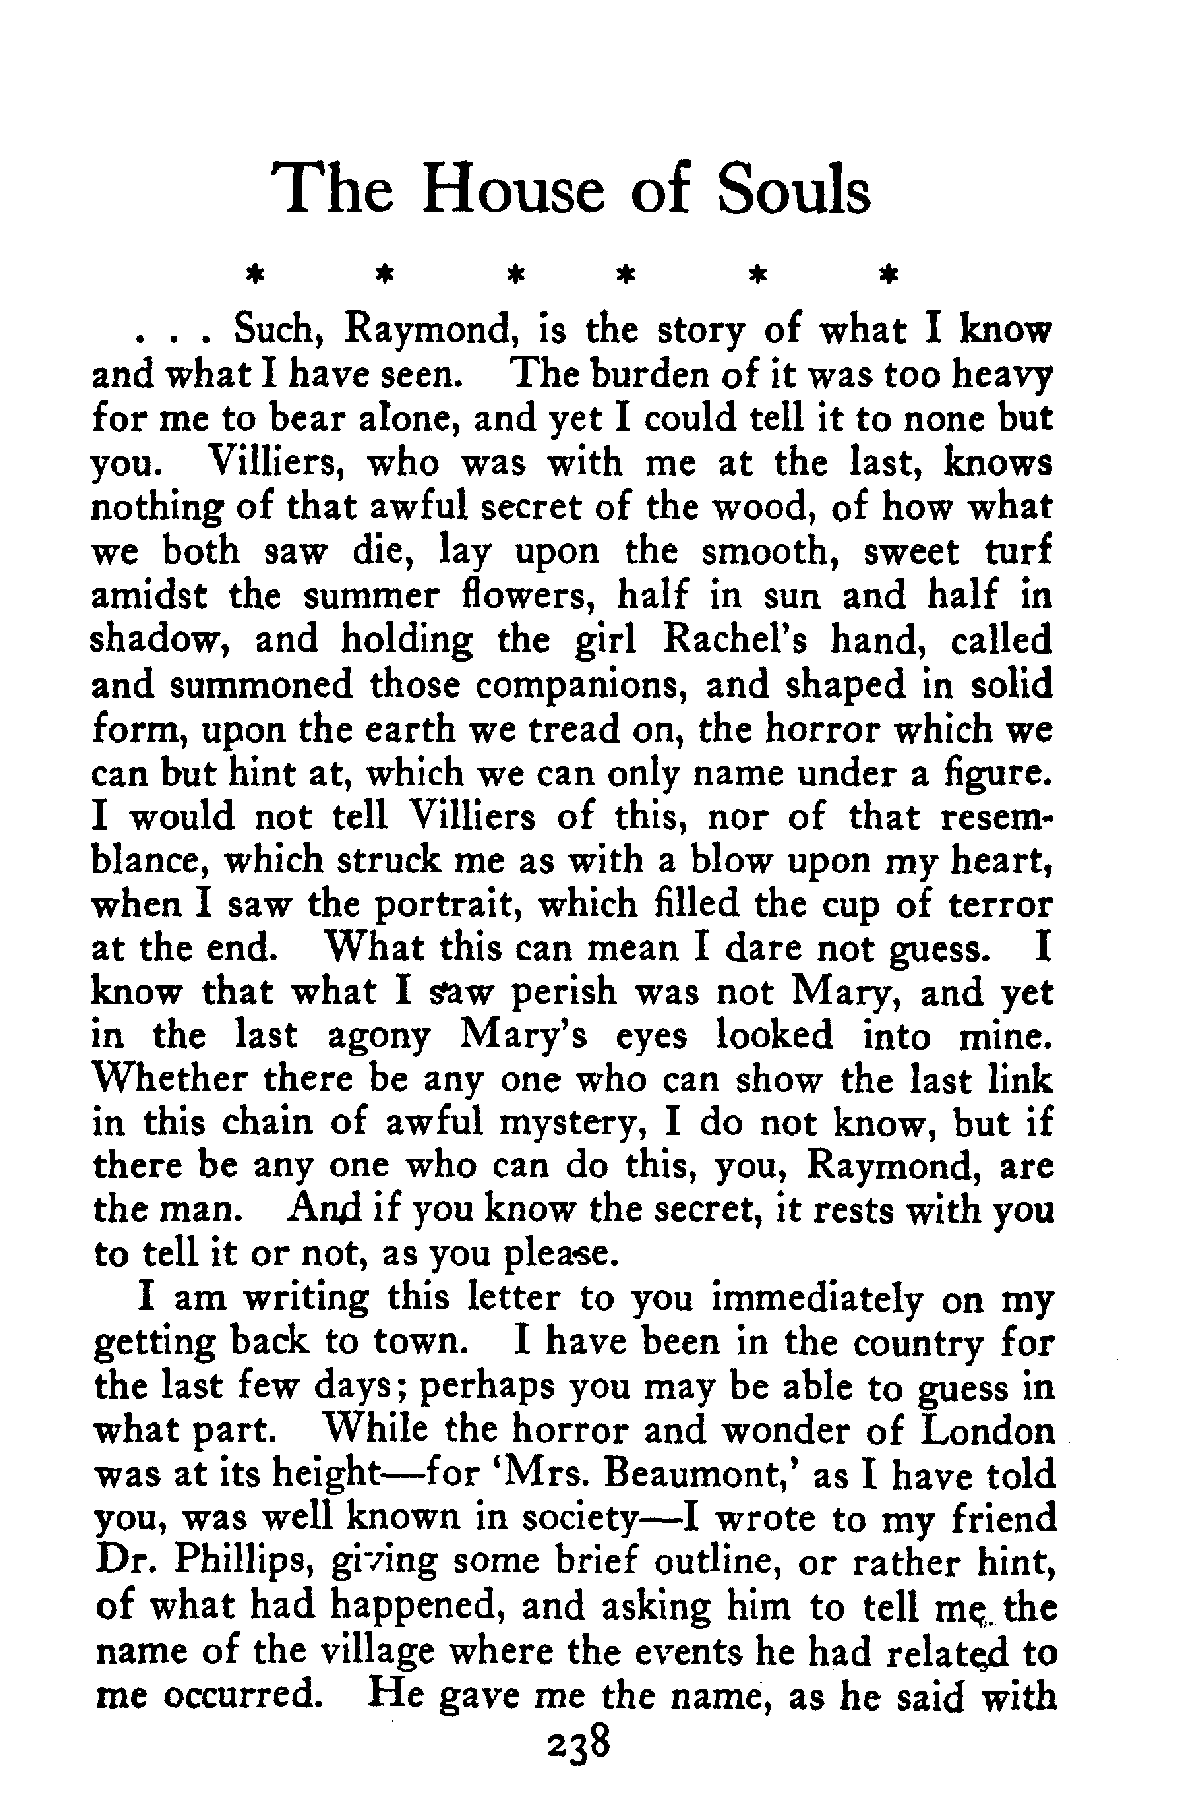 The House of Souls
* * * * * *
. . . Such, Raymond, is the story of what I know
and what I have seen. The burden of it was too heavy
for me to bear alone, and yet I could tell it to none but
you. Villiers, who was with me at the last, knows
nothing of that awful secret of the wood, of how what
we both saw die, lay upon the smooth, sweet turf
amidst the summer flowers, half in sun and half in
shadow, and holding the girl Rachel's hand, called
and summoned those companions, and shaped in solid
form, upon the earth we tread on, the horror which we
can but hint at, which we can only name under a figure.
I would not tell Villiers of this, nor of that resem-
blance, which struck me as with a blow upon my heart,
when I saw the portrait, which filled the cup of terror
at the end. What this can mean I dare not guess. I
know that what I saw perish was not Mary, and yet
in the last agony Mary's eyes looked into mine.
Whether there be any one who can show the last link
in this chain of awful mystery, I do not know, but if
there be any one who can do this, you, Raymond, are
the man. And if you know the secret, it rests with you
to tell it or not, as you please.
I am writing this letter to you immediately on my
getting back to town. I have been in the country for
the last few days; perhaps you may be able to guess in
what part. While the horror and wonder of London
was at its height—for 'Mrs. Beaumont,' as I have told
you, was well known in society—I wrote to my friend
Dr. Phillips, giving some brief outline, or rather hint,
of what had happened, and asking him to tell me the
name of the village where the events he had related to
me occurred. He gave me the name, as he said with
238